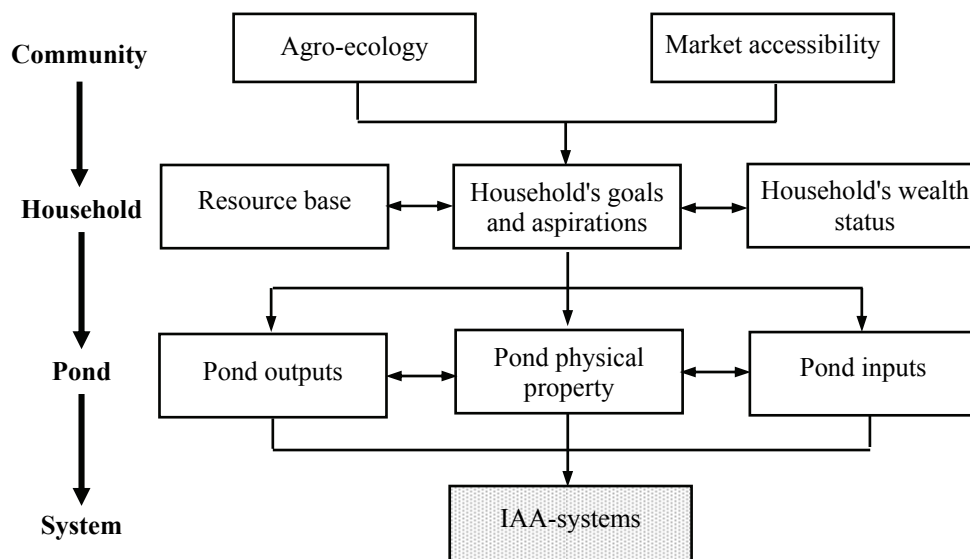 Community
Agro-ecology
Market accessibility
Household
Resource base
Household's goals
and aspirations
Household's wealth
status
Pond
Pond outputs
Pond physical
property
Pond inputs
System
IAA-systems